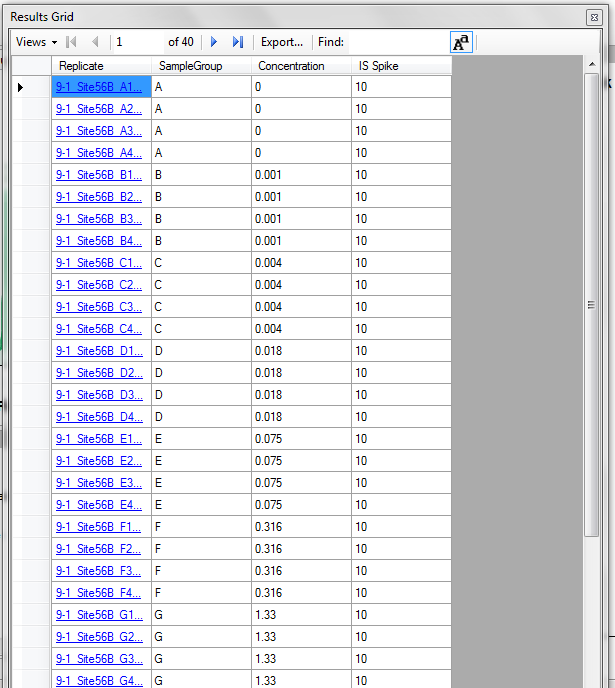 Results Grid
Views 1 of 40 Export... Find: Aa
Replicate SampleGroup Concentration IS Spike
9-1_Site56B_A1... A 0 10
9-1_Site56B_A2... A 0 10
9-1_Site56B_A3... A 0 10
9-1_Site56B_A4... A 0 10
9-1_Site56B_B1... B 0.001 10
9-1_Site56B_B2... B 0.001 10
9-1_Site56B_B3... B 0.001 10
9-1_Site56B_B4... B 0.001 10
9-1_Site56B_C1... C 0.004 10
9-1_Site56B_C2... C 0.004 10
9-1_Site56B_C3... C 0.004 10
9-1_Site56B_C4... C 0.004 10
9-1_Site56B_D1... D 0.018 10
9-1_Site56B_D2... D 0.018 10
9-1_Site56B_D3... D 0.018 10
9-1_Site56B_D4... D 0.018 10
9-1_Site56B_E1... E 0.075 10
9-1_Site56B_E2... E 0.075 10
9-1_Site56B_E3... E 0.075 10
9-1_Site56B_E4... E 0.075 10
9-1_Site56B_F1... F 0.316 10
9-1_Site56B_F2... F 0.316 10
9-1_Site56B_F3... F 0.316 10
9-1_Site56B_F4... F 0.316 10
9-1_Site56B_G1... G 1.33 10
9-1_Site56B_G2... G 1.33 10
9-1_Site56B_G3... G 1.33 10
9-1_Site56B_G4... G 1.33 10